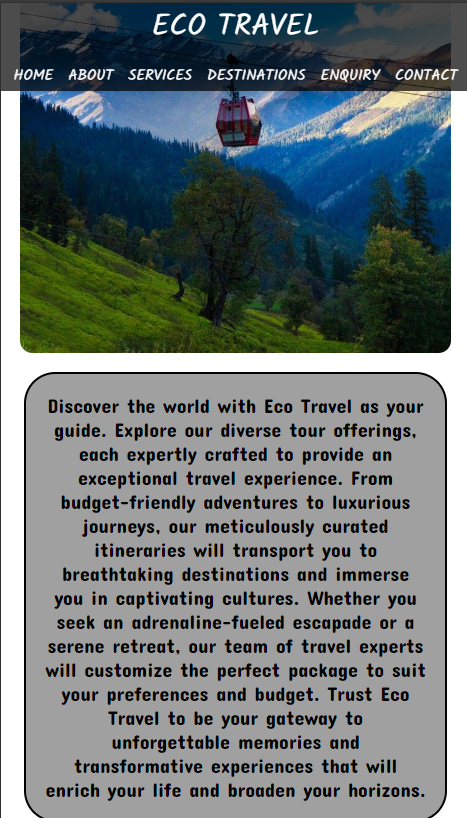 ECO TRAVEL
HOME ABOUT SERVICES DESTINATIONS ENQUIRY CONTACT
Discover the world with Eco Travel as your
guide. Explore our diverse tour offerings,
each expertly crafted to provide an
exceptional travel experience. From
budget-friendly adventures to luxurious
journeys, our meticulously curated
itineraries will transport you to
breathtaking destinations and immerse
you in captivating cultures. Whether you
seek an adrenaline-fueled escapade or a
serene retreat, our team of travel experts
will customize the perfect package to suit
your preferences and budget. Trust Eco
Travel to be your gateway to
unforgettable memories and
transformative experiences that will
enrich your life and broaden your horizons.